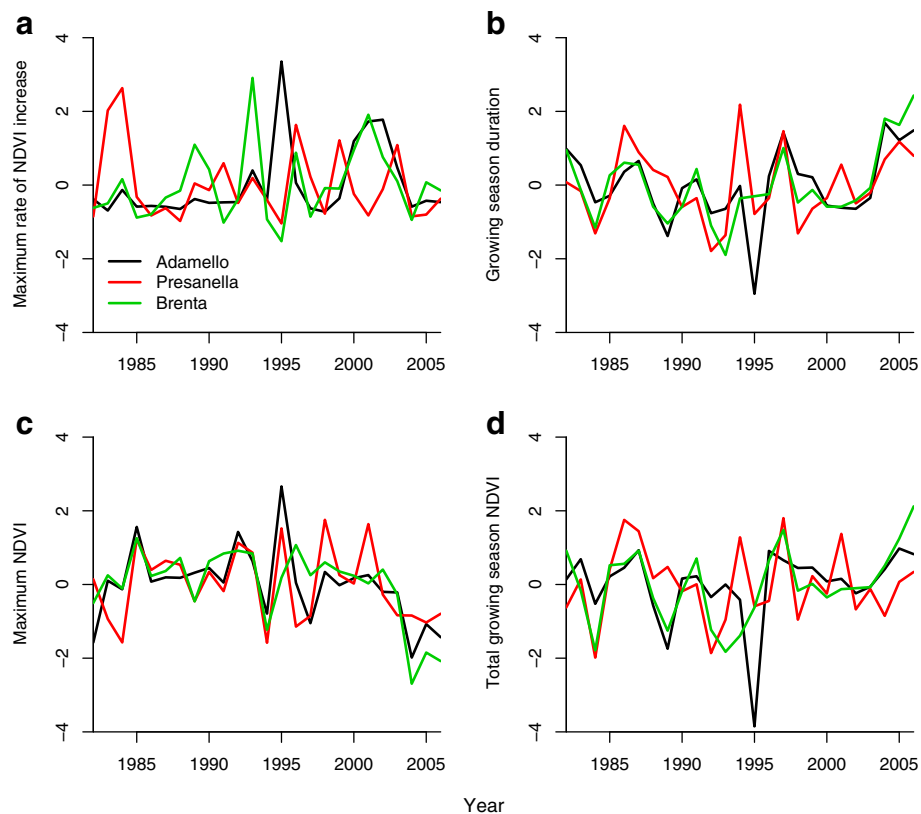 a
Maximum rate of NDVI increase
4
2
0
−2
−4
Adamello
Presanella
Brenta
1985 1990 1995 2000 2005
b
Growing season duration
4
2
0
−2
−4
1985 1990 1995 2000 2005
c
Maximum NDVI
4
2
0
−2
−4
1985 1990 1995 2000 2005
d
Total growing season NDVI
4
2
0
−2
−4
1985 1990 1995 2000 2005
Year